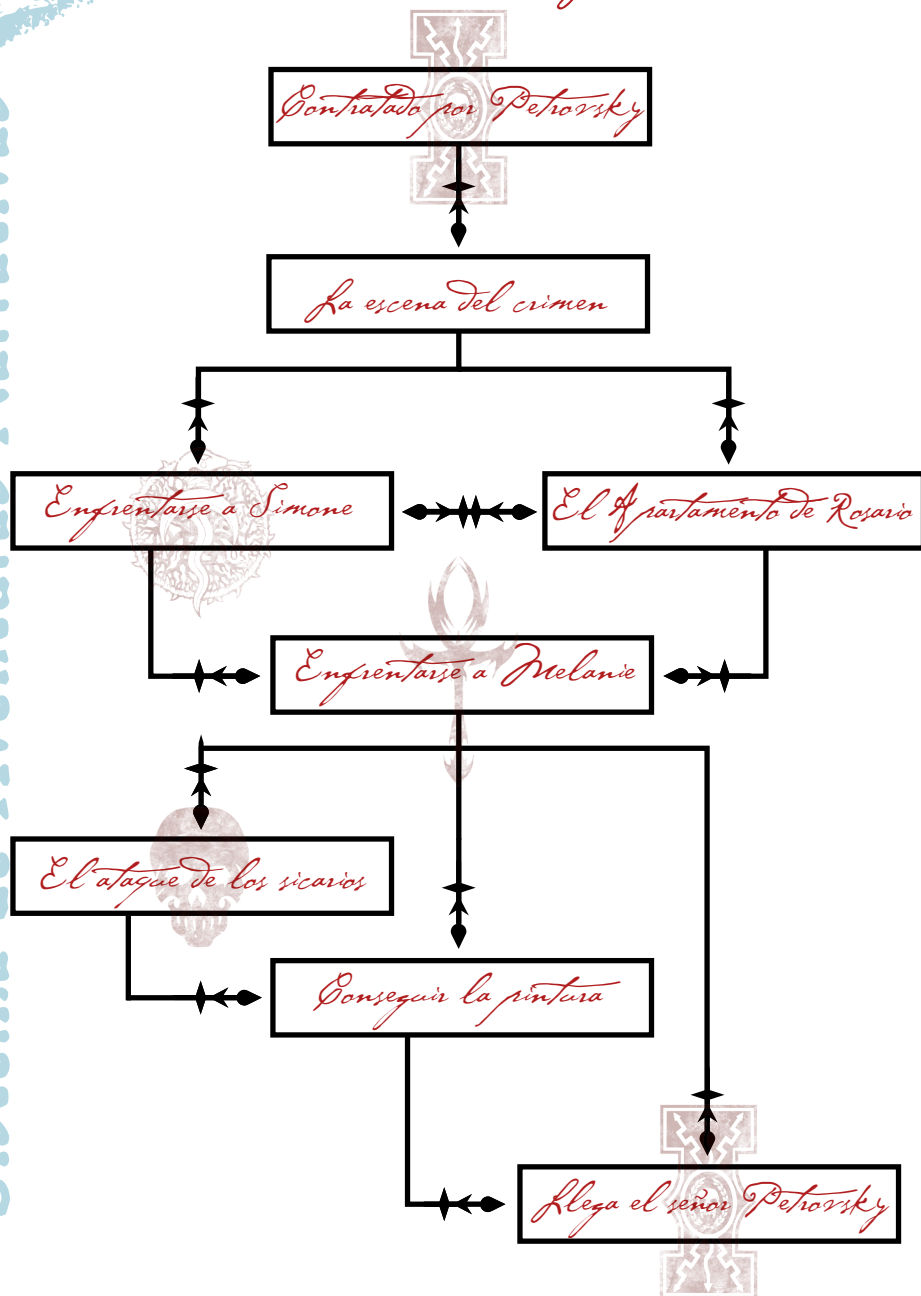 Contratado por Petrovsky
La escena del crimen
Enfrentarse a Simone
El Apartamento de Rosario
Enfrentarse a Melanie
El ataque de los sicarios
Conseguir la pintura
Llega el señor Petrovsky